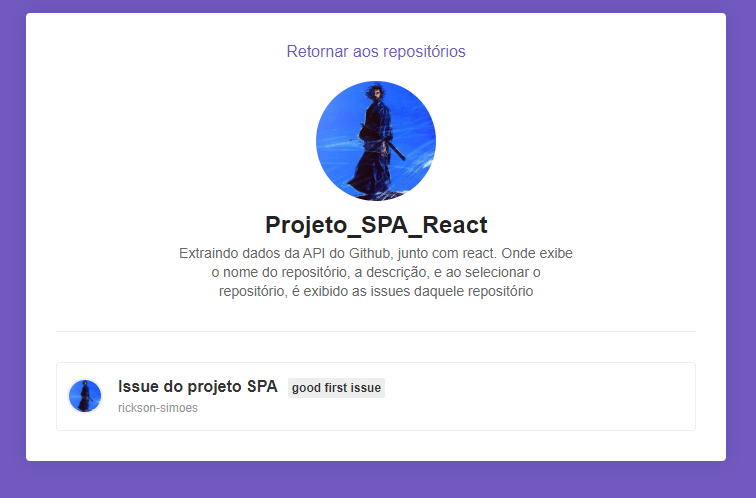 Retornar aos repositórios
Projeto_SPA_React
Extraindo dados da API do Github, junto com react. Onde exibe
o nome do repositório, a descrição, e ao selecionar o
repositório, é exibido as issues daquele repositório
Issue do projeto SPA good first issue
rickson-simoes